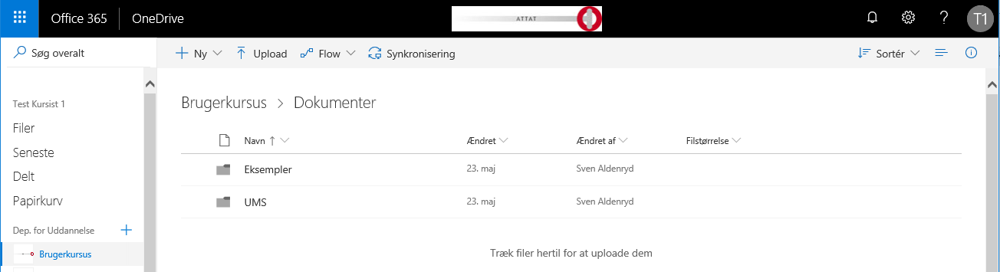 Office 365 OneDrive ATTAT ? T1
Søg overalt
Ny Upload Flow Synkronisering Sortér
Test Kursist 1
Filer
Seneste
Delt
Papirkurv
Dep. for Uddannelse
Brugerkursus
Brugerkursus > Dokumenter
Navn Ændret Ændret af Filstørrelse
Eksempler 23. maj Sven Aldenryd
UMS 23. maj Sven Aldenryd
Træk filer hertil for at uploade dem